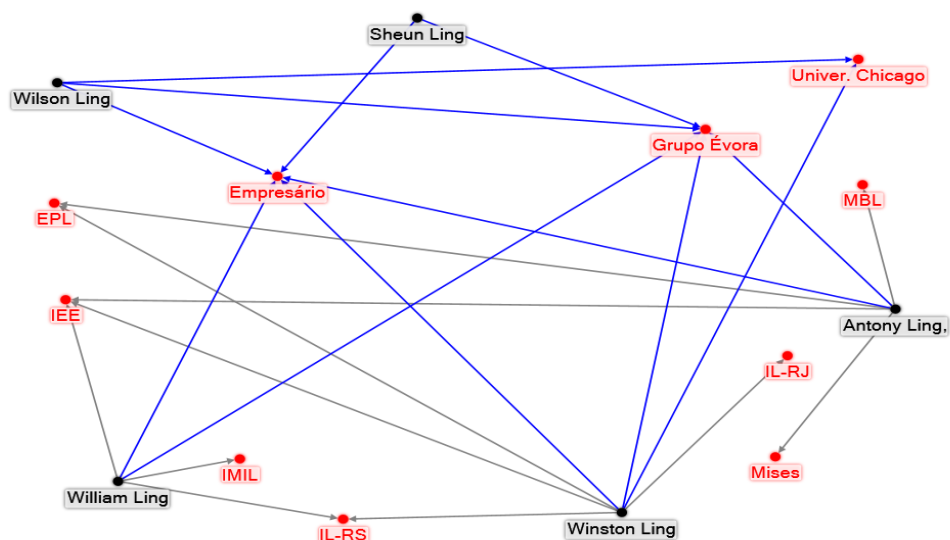 Sheun Ling
Univer. Chicago
Wilson Ling
Grupo Évora
Empresário
MBL
EPL
IEE
Antony Ling,
IL-RJ
IMIL
Mises
William Ling
IL-RS
Winston Ling